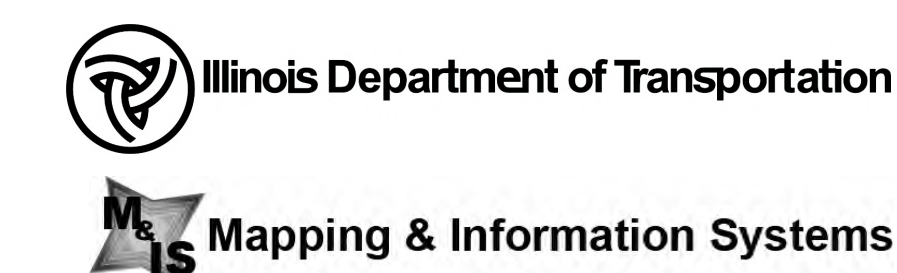 Illinois Department of Transportation
M&IS Mapping & Information Systems